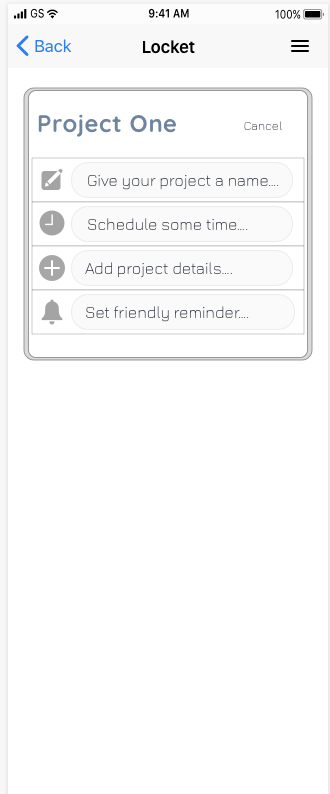 GS 9:41 AM 100%
Back Locket
Project One Cancel
Give your project a name....
Schedule some time....
Add project details....
Set friendly reminder....